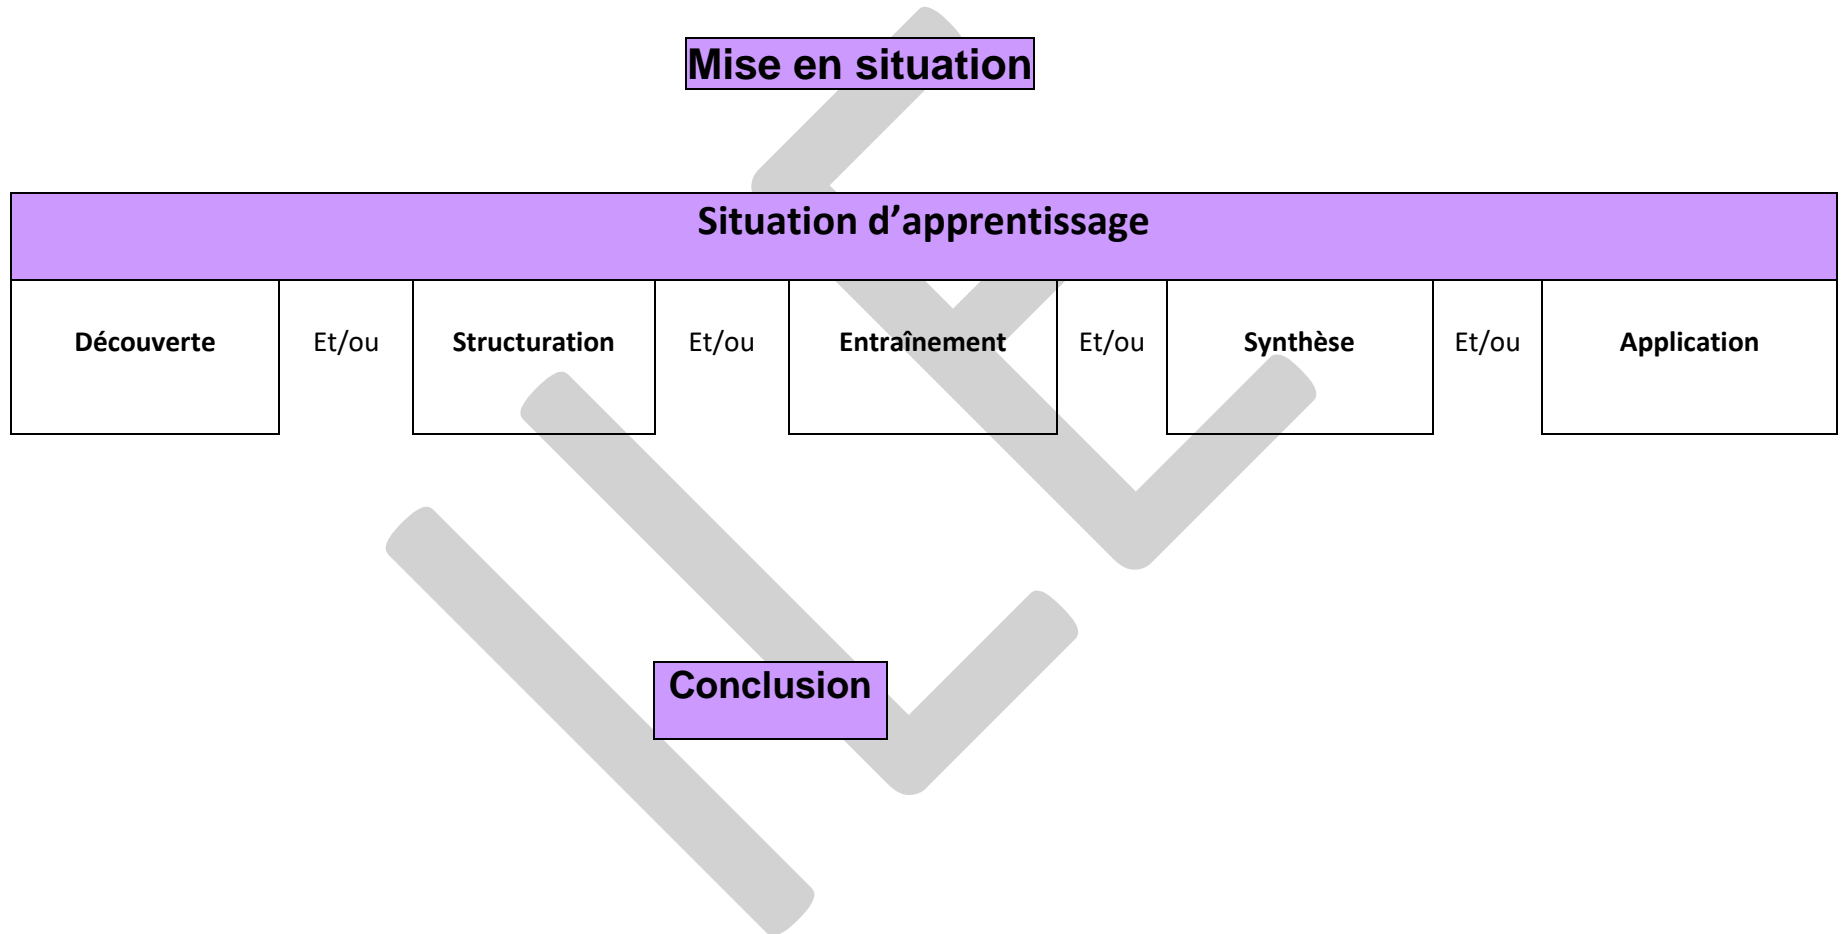 Mise en situation
Situation d’apprentissage
Découverte Et/ou Structuration Et/ou Entraînement Et/ou Synthèse Et/ou Application
Conclusion